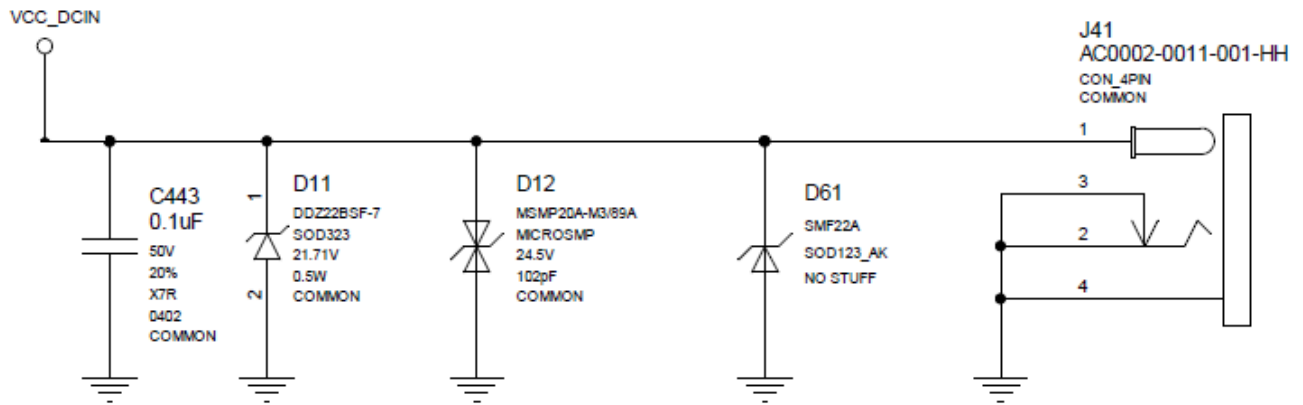 VCC_DCIN
J41
AC0002-0011-001-HH
CON_4PIN
COMMON
1
C443
0.1uF
50V
20%
X7R
0402
COMMON
1
2
D11
DDZ22BSF-7
SOD323
21.71V
0.5W
COMMON
D12
MSMP20A-M3/89A
MICROSMP
24.5V
102pF
COMMON
D61
SMF22A
SOD123_AK
NO STUFF
3
2
4